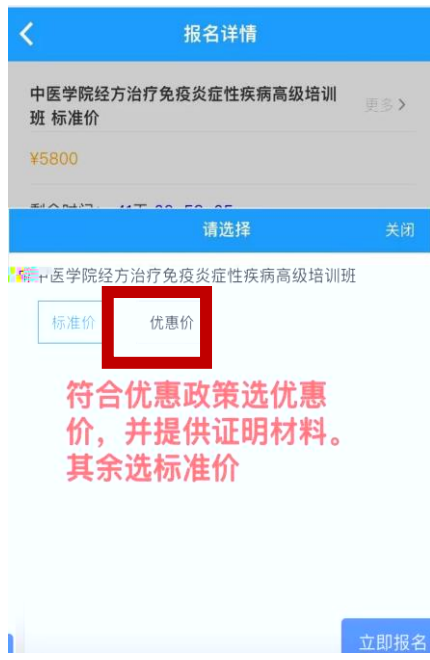 报名详情
中医学院经方治疗免疫炎症性疾病高级培训
班 标准价
更多
¥5800
请选择
关闭
中医学院经方治疗免疫炎症性疾病高级培训班
标准价
优惠价
符合优惠政策选优惠
价，并提供证明材料。
其余选标准价
立即报名